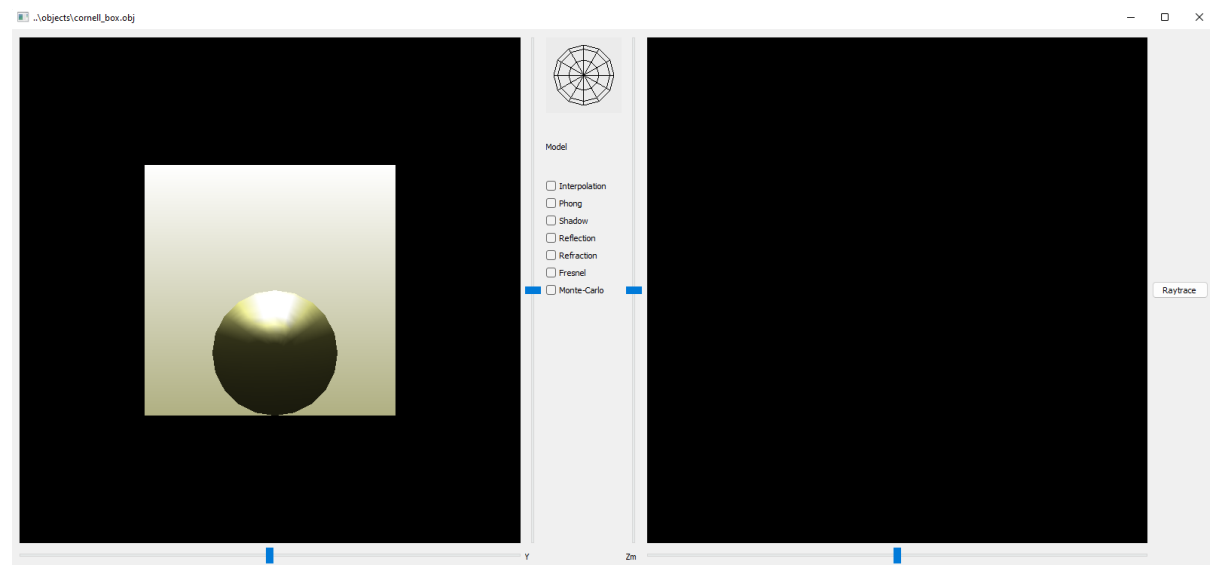 ..\objects\cornell_box.obj
Model
Interpolation
Phong
Shadow
Reflection
Refraction
Fresnel
Monte-Carlo
Raytrace
Y
Zm